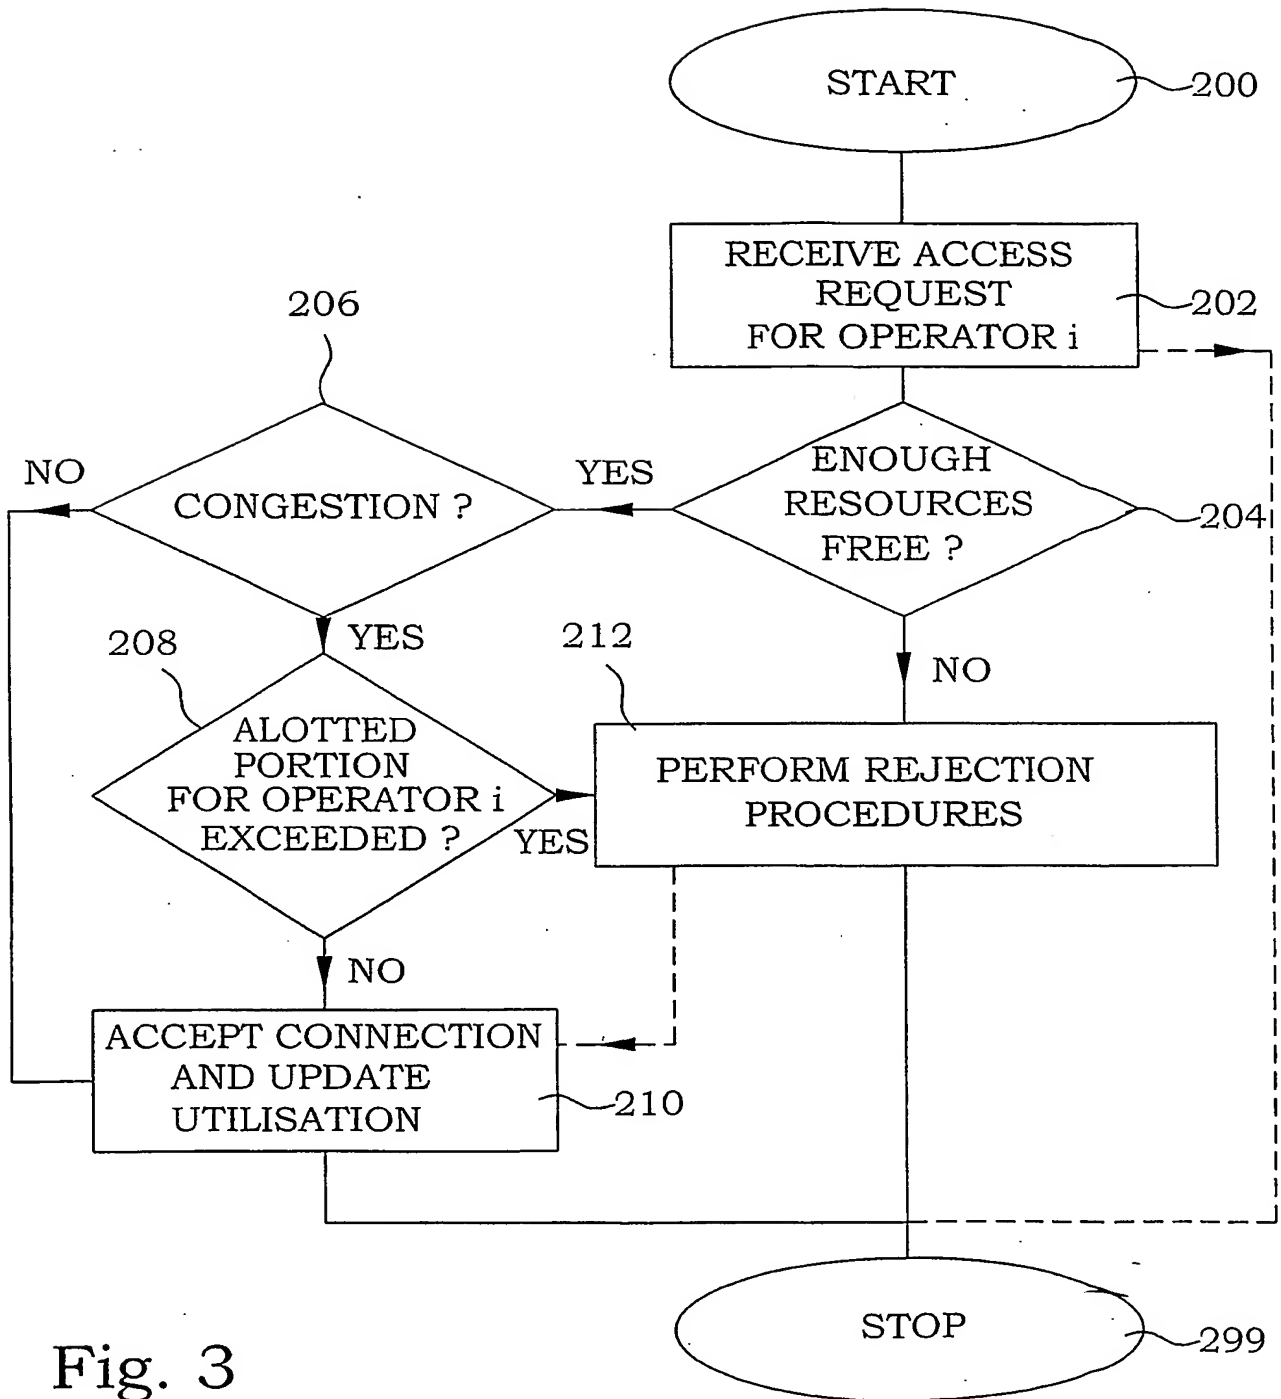 START
200
RECEIVE ACCESS
REQUEST
FOR OPERATOR i
202
206
NO
CONGESTION ?
YES
ENOUGH
RESOURCES
FREE ?
204
YES
NO
208
212
ALOTTED
PORTION
FOR OPERATOR i
EXCEEDED ?
YES
PERFORM REJECTION
PROCEDURES
NO
ACCEPT CONNECTION
AND UPDATE
UTILISATION
210
STOP
299
Fig. 3